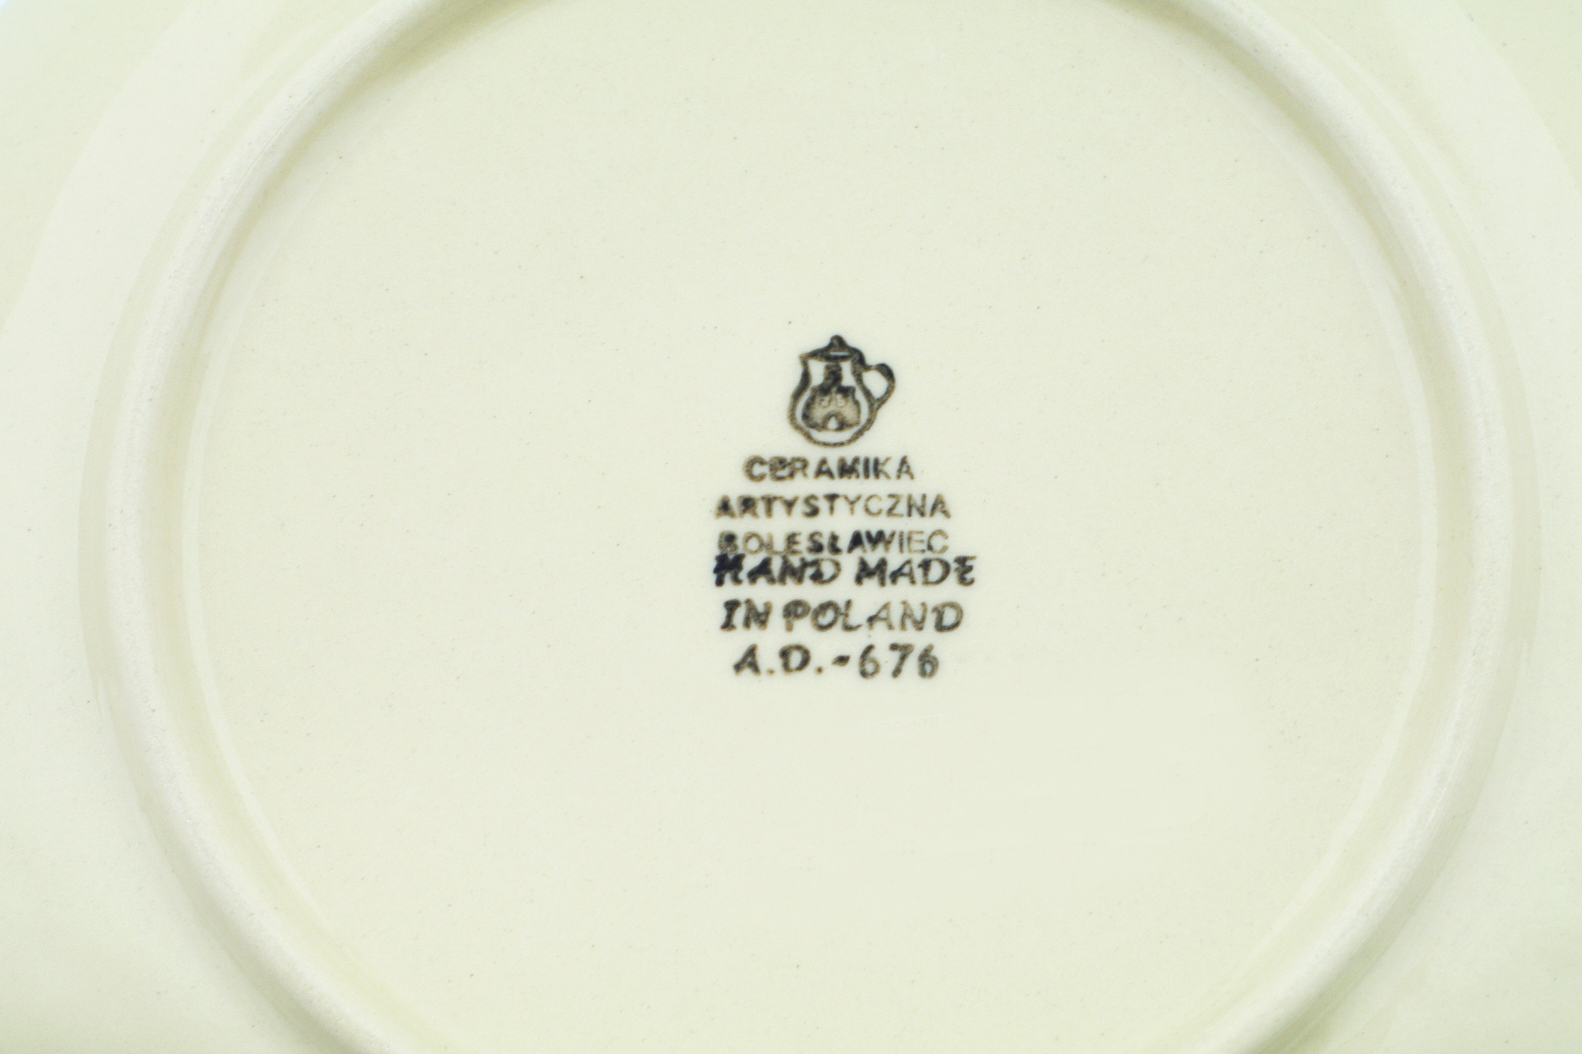 CERAMIKA
ARTYSTYCZNA
BOLESŁAWIEC
HAND MADE
IN POLAND
A.D.-676